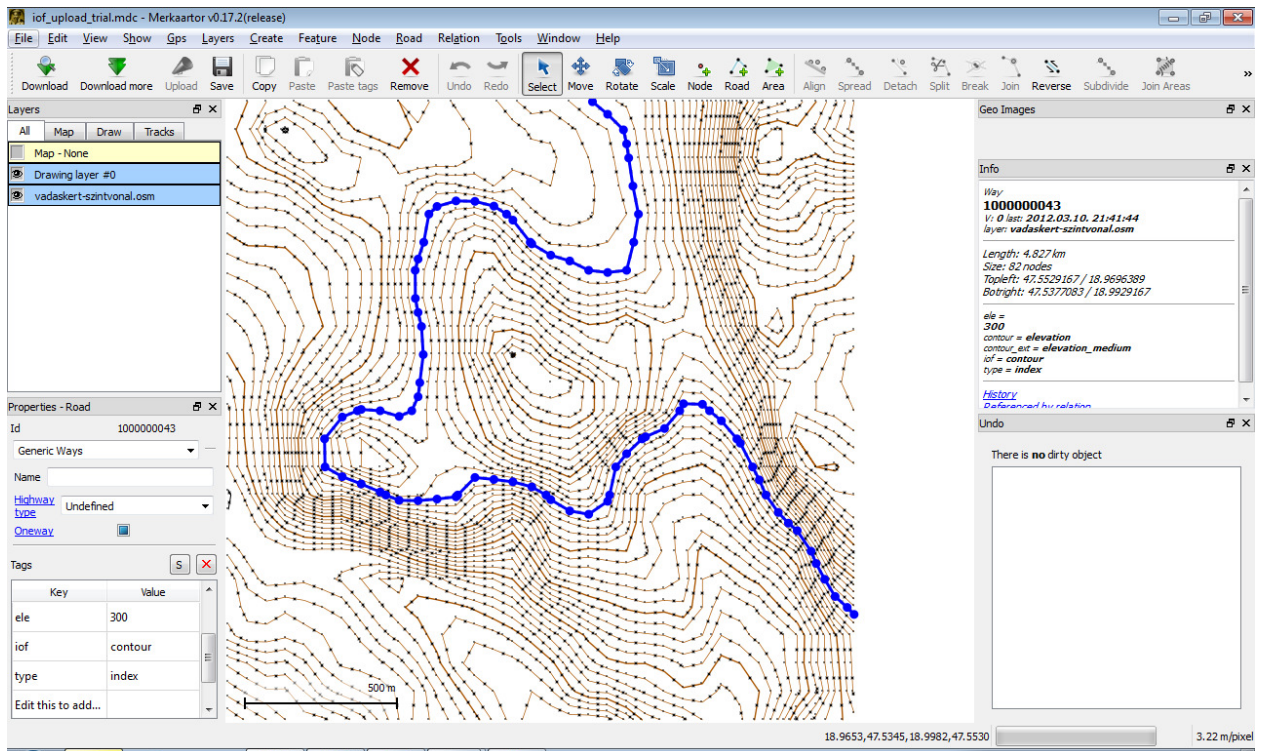 iof_upload_trial.mdc - Merkaartor v0.17.2(release)
File Edit View Show Gps Layers Create Feature Node Road Relation Tools Window Help
Download Download more Upload Save Copy Paste Paste tags Remove Undo Redo Select Move Rotate Scale Node Road Area Align Spread Detach Split Break Join Reverse Subdivide Join Areas »
Layers
All Map Draw Tracks
Map - None
Drawing layer #0
vadaskert-szintvonal.osm
Properties - Road
Id 1000000043
Generic Ways
Name
Highway type Undefined
Oneway
Tags S
Key Value
ele 300
iof contour
type index
Edit this to add...
500 m
Geo Images
Info
Way
1000000043
V: 0 last: 2012.03.10. 21:41:44
layer: vadaskert-szintvonal.osm
Length: 4.827 km
Size: 82 nodes
Topleft: 47.5529167 / 18.9696389
Botright: 47.5377083 / 18.9929167
ele =
300
contour = elevation
contour_ext = elevation_medium
iof = contour
type = index
History
Referenced by relation
Undo
There is no dirty object
18.9653,47.5345,18.9982,47.5530
3.22 m/pixel